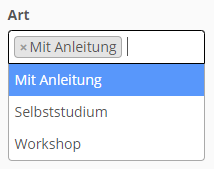 Art
×Mit Anleitung
Mit Anleitung
Selbststudium
Workshop